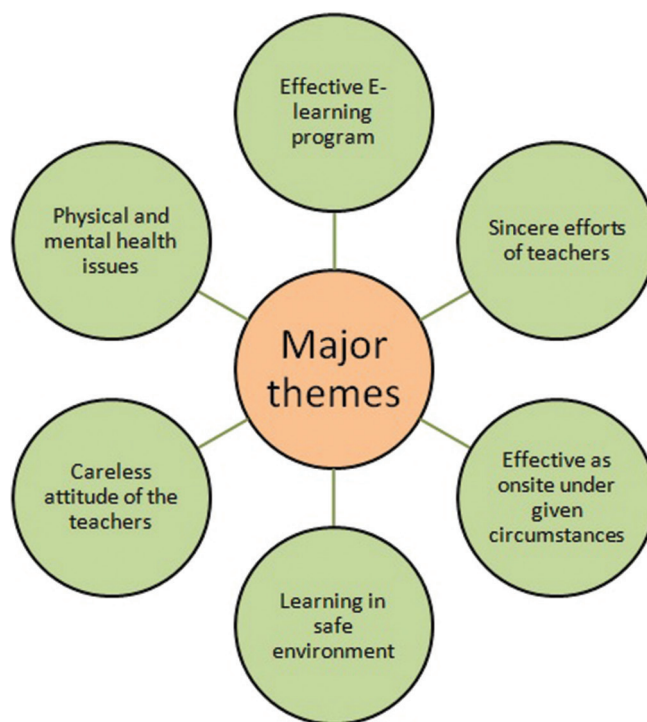 Effective E-
learning
program
Sincere efforts
of teachers
Effective as
onsite under
given
circumstances
Learning in
safe
environment
Careless
attitude of the
teachers
Physical and
mental health
issues
Major
themes